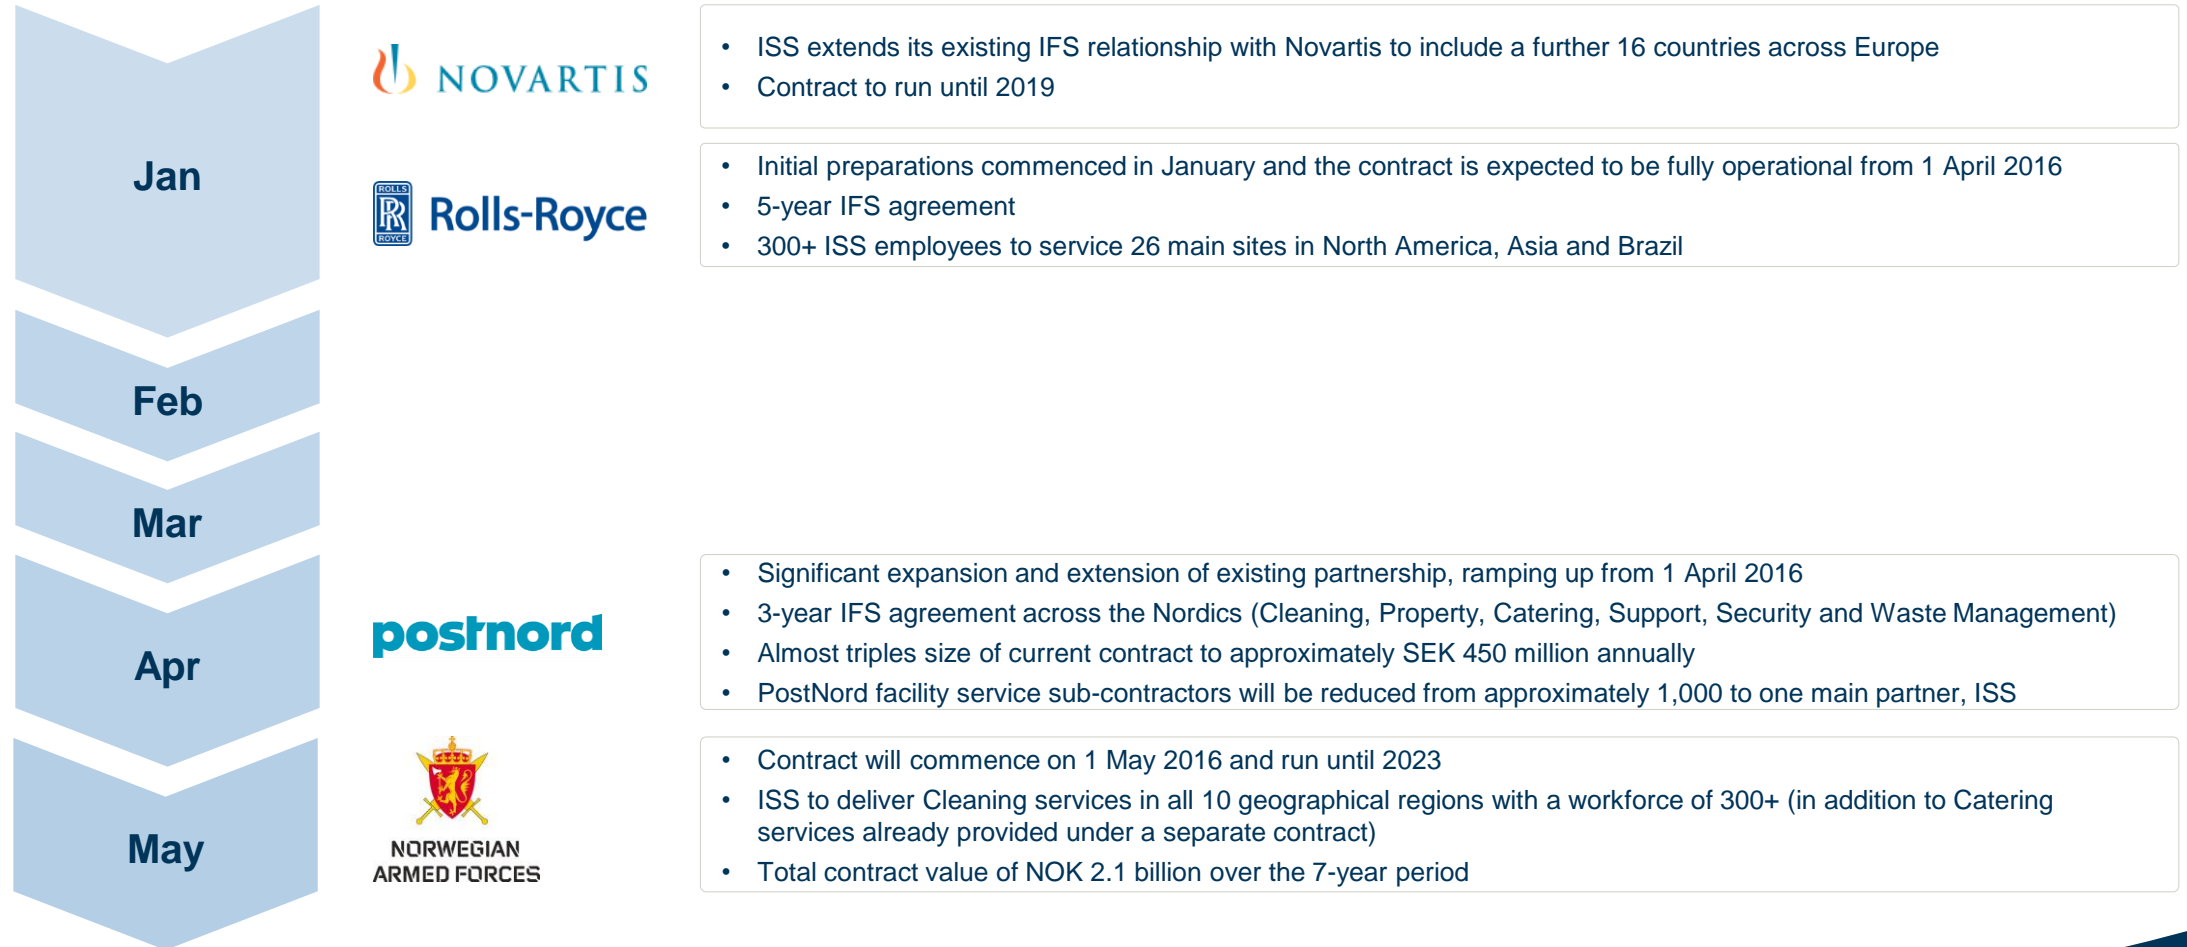 Jan
NOVARTIS
• ISS extends its existing IFS relationship with Novartis to include a further 16 countries across Europe
• Contract to run until 2019
ROLLS
RR
ROYCE
Rolls-Royce
• Initial preparations commenced in January and the contract is expected to be fully operational from 1 April 2016
• 5-year IFS agreement
• 300+ ISS employees to service 26 main sites in North America, Asia and Brazil
Feb
Mar
Apr
postnord
• Significant expansion and extension of existing partnership, ramping up from 1 April 2016
• 3-year IFS agreement across the Nordics (Cleaning, Property, Catering, Support, Security and Waste Management)
• Almost triples size of current contract to approximately SEK 450 million annually
• PostNord facility service sub-contractors will be reduced from approximately 1,000 to one main partner, ISS
May
NORWEGIAN
ARMED FORCES
• Contract will commence on 1 May 2016 and run until 2023
• ISS to deliver Cleaning services in all 10 geographical regions with a workforce of 300+ (in addition to Catering
services already provided under a separate contract)
• Total contract value of NOK 2.1 billion over the 7-year period